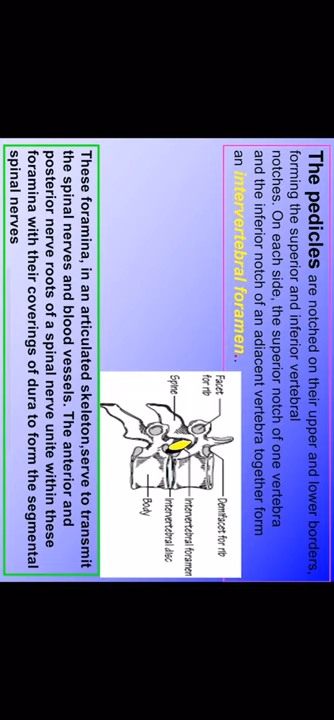 The pedicles are notched on their upper and lower borders,
forming the superior and inferior vertebral
notches. On each side, the superior notch of one vertebra
and the inferior notch of an adjacent vertebra together form
an intervertebral foramen..
Facet
for rib
Demifacet for rib
Intervertebral foramen
Spine
Intervertebral disc
Body
These foramina, in an articulated skeleton,serve to transmit
the spinal nerves and blood vessels. The anterior and
posterior nerve roots of a spinal nerve unite within these
foramina with their coverings of dura to form the segmental
spinal nerves